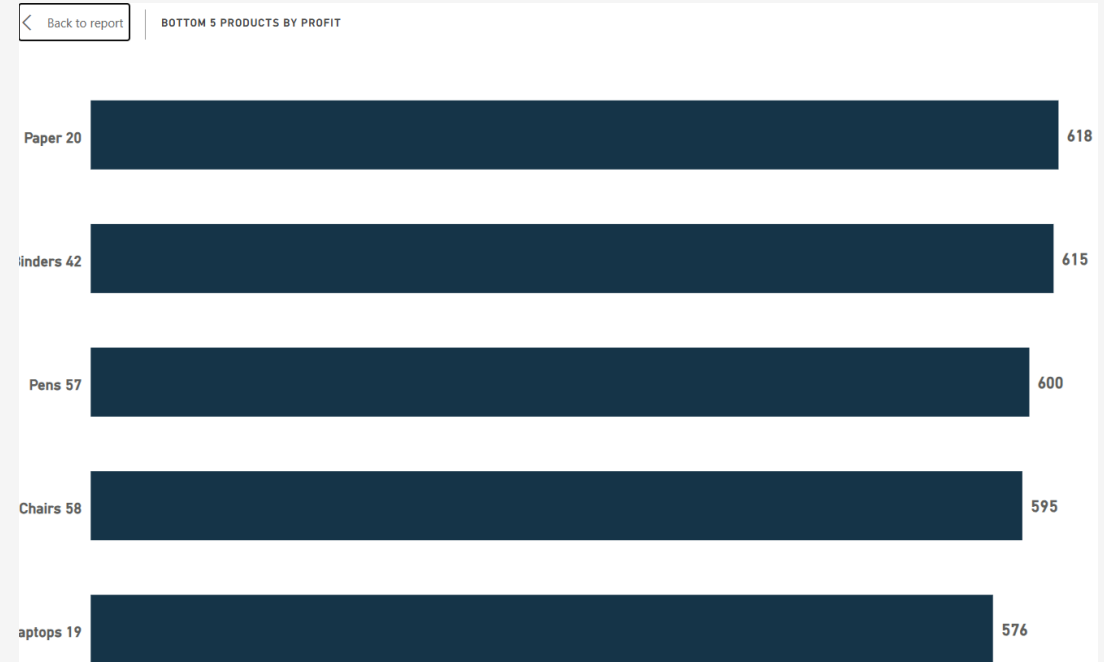 Back to report
BOTTOM 5 PRODUCTS BY PROFIT
Paper 20
618
inders 42
615
Pens 57
600
Chairs 58
595
aptops 19
576